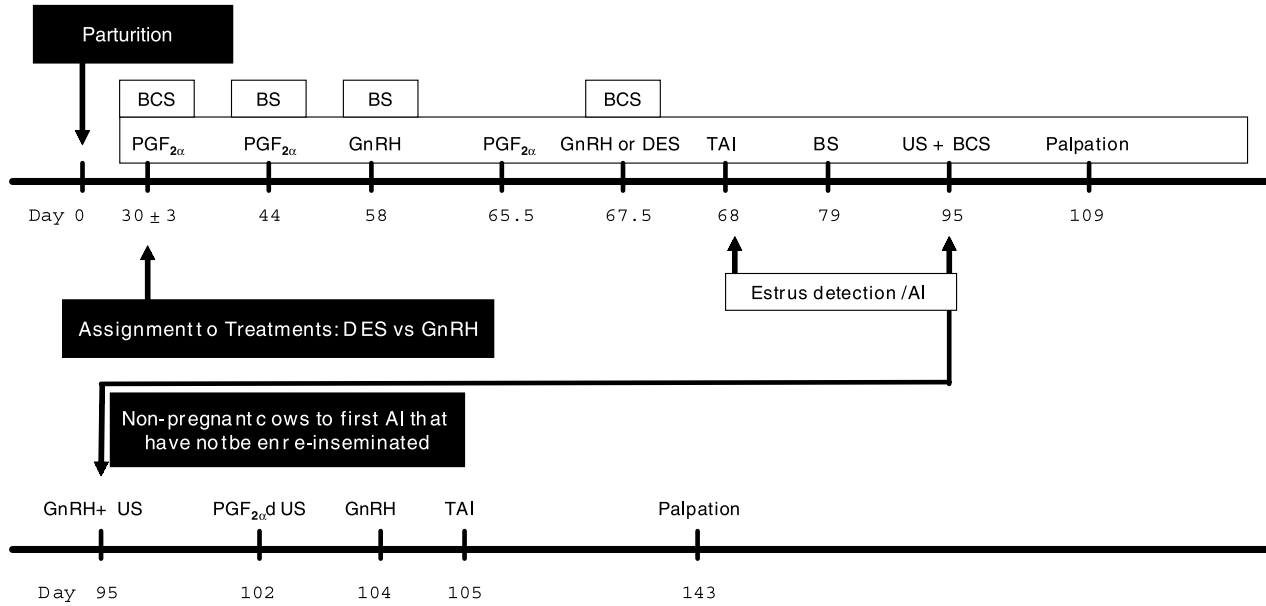 Parturition
BCS BS BS BCS
PGF2α PGF2α GnRH PGF2α GnRH or DES TAI BS US + BCS Palpation
Day 0 30 ± 3 44 58 65.5 67.5 68 79 95 109
Estrus detection /AI
Assignmentt o Treatments: D ES vs GnRH
Non-pregnantc ows to first AI th at
have notbe enr e-inseminated
GnRH+ US PGF2αd US GnRH TAI Palpation
Day 95 102 104 105 143